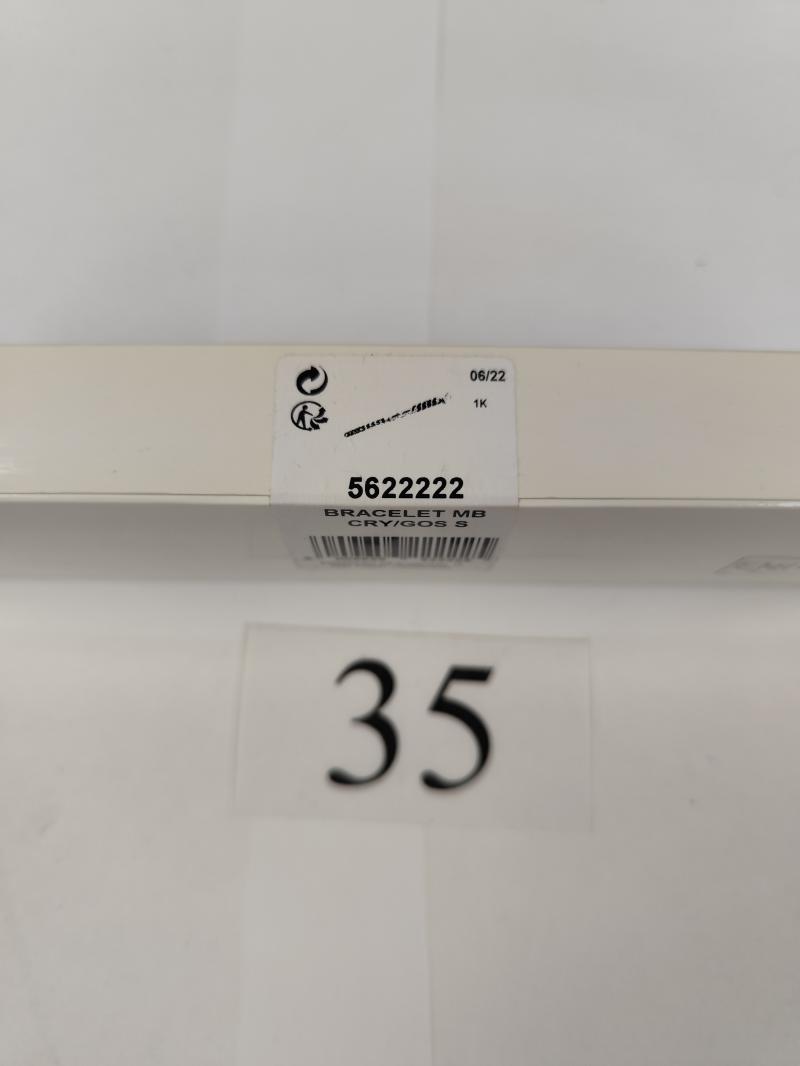 06/22
1K
5622222
BRACELET MB
CRY/GOS S
35